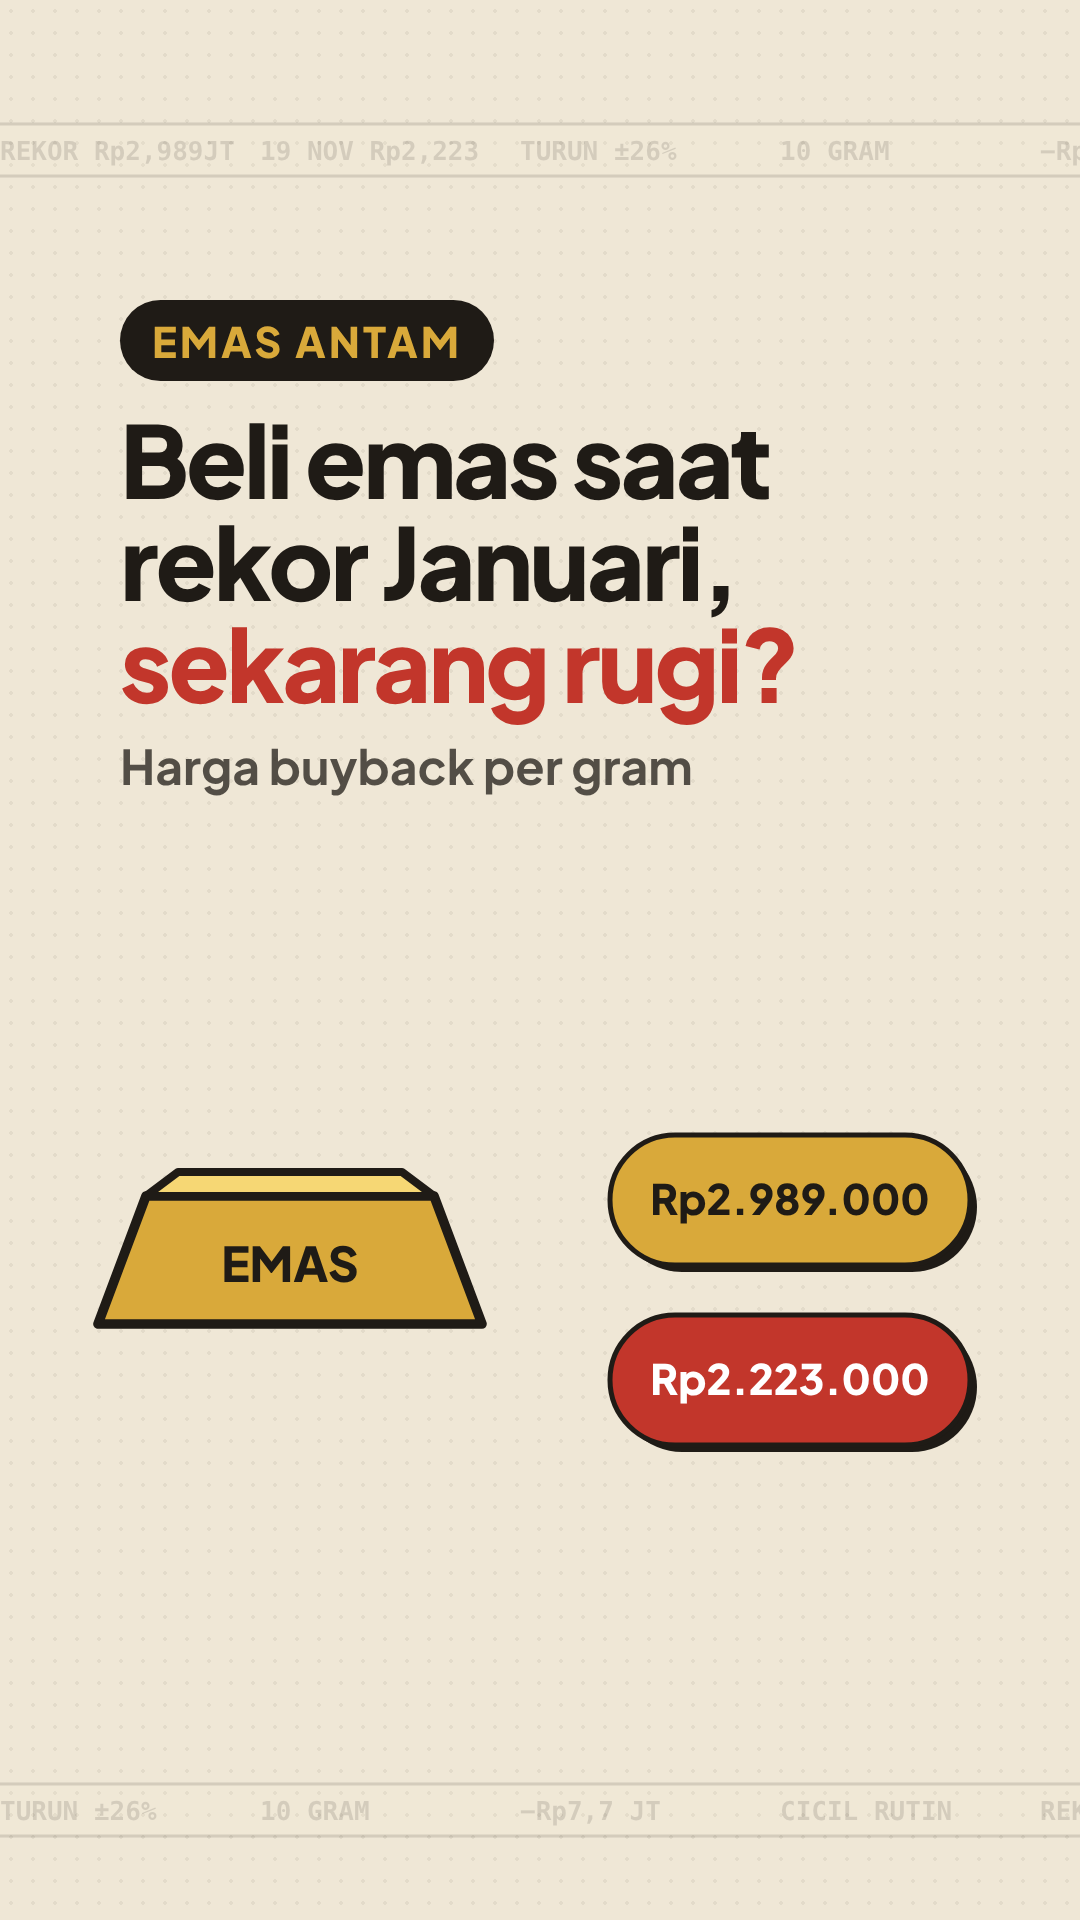 REKOR Rp2,989JT 19 NOV Rp2,223 TURUN ±26% 10 GRAM −Rp
EMAS ANTAM
Beli emas saat
rekor Januari,
sekarang rugi?
Harga buyback per gram
EMAS
Rp2.989.000
Rp2.223.000
TURUN ±26% 10 GRAM −Rp7,7 JT CICIL RUTIN REK